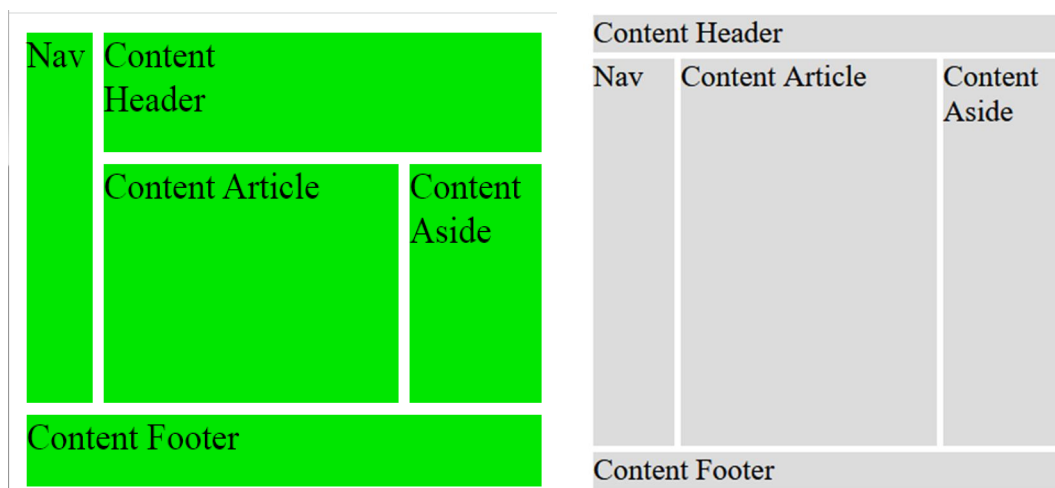 Nav
Content
Header
Content Article
Content
Aside
Content Footer
Content Header
Nav
Content Article
Content
Aside
Content Footer